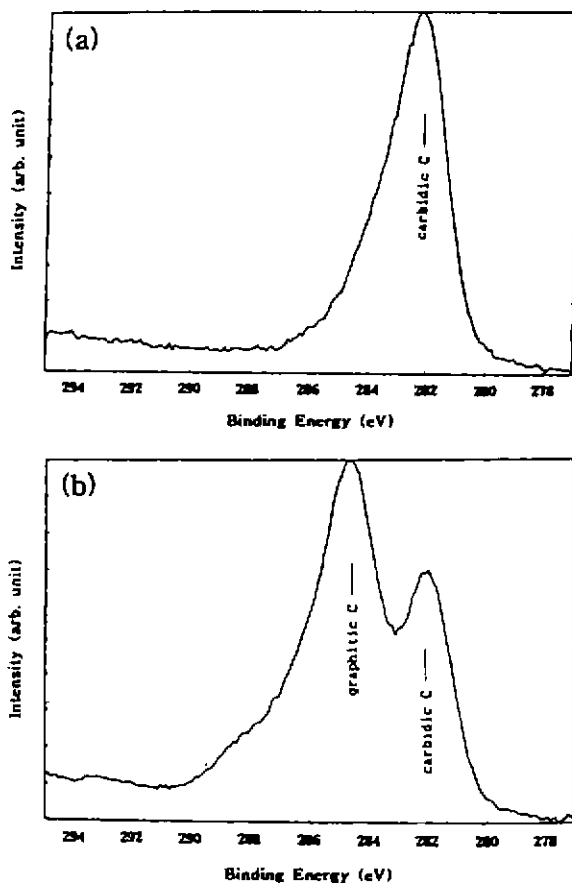 (a)
Intensity (arb. unit)
carbidic C
294 292 290 288 286 284 282 280 278
Binding Energy (eV)
(b)
Intensity (arb. unit)
graphitic C
carbidic C
294 292 290 288 286 284 282 280 278
Binding Energy (eV)